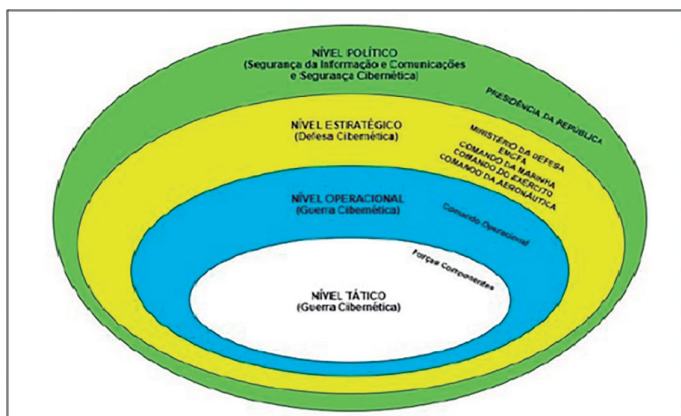 NÍVEL POLÍTICO
(Segurança da Informação e Comunicações
e Segurança Cibernética)
PRESIDÊNCIA DA REPÚBLICA
NÍVEL ESTRATÉGICO
(Defesa Cibernética)
MINISTÉRIO DA DEFESA
EMCFA
COMANDO DA MARINHA
COMANDO DO EXÉRCITO
COMANDO DA AERONÁUTICA
NÍVEL OPERACIONAL
(Guerra Cibernética)
Comando Operacional
Forças Componentes
NÍVEL TÁTICO
(Guerra Cibernética)